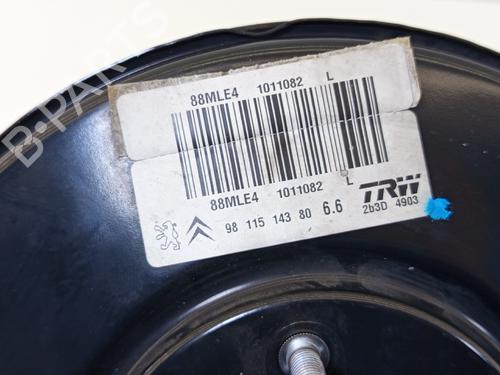 88MLE4 1011082 L
88MLE4 1011082 L
98 115 143 80 6.6
TRW
2b3D 4903
B-PARTS